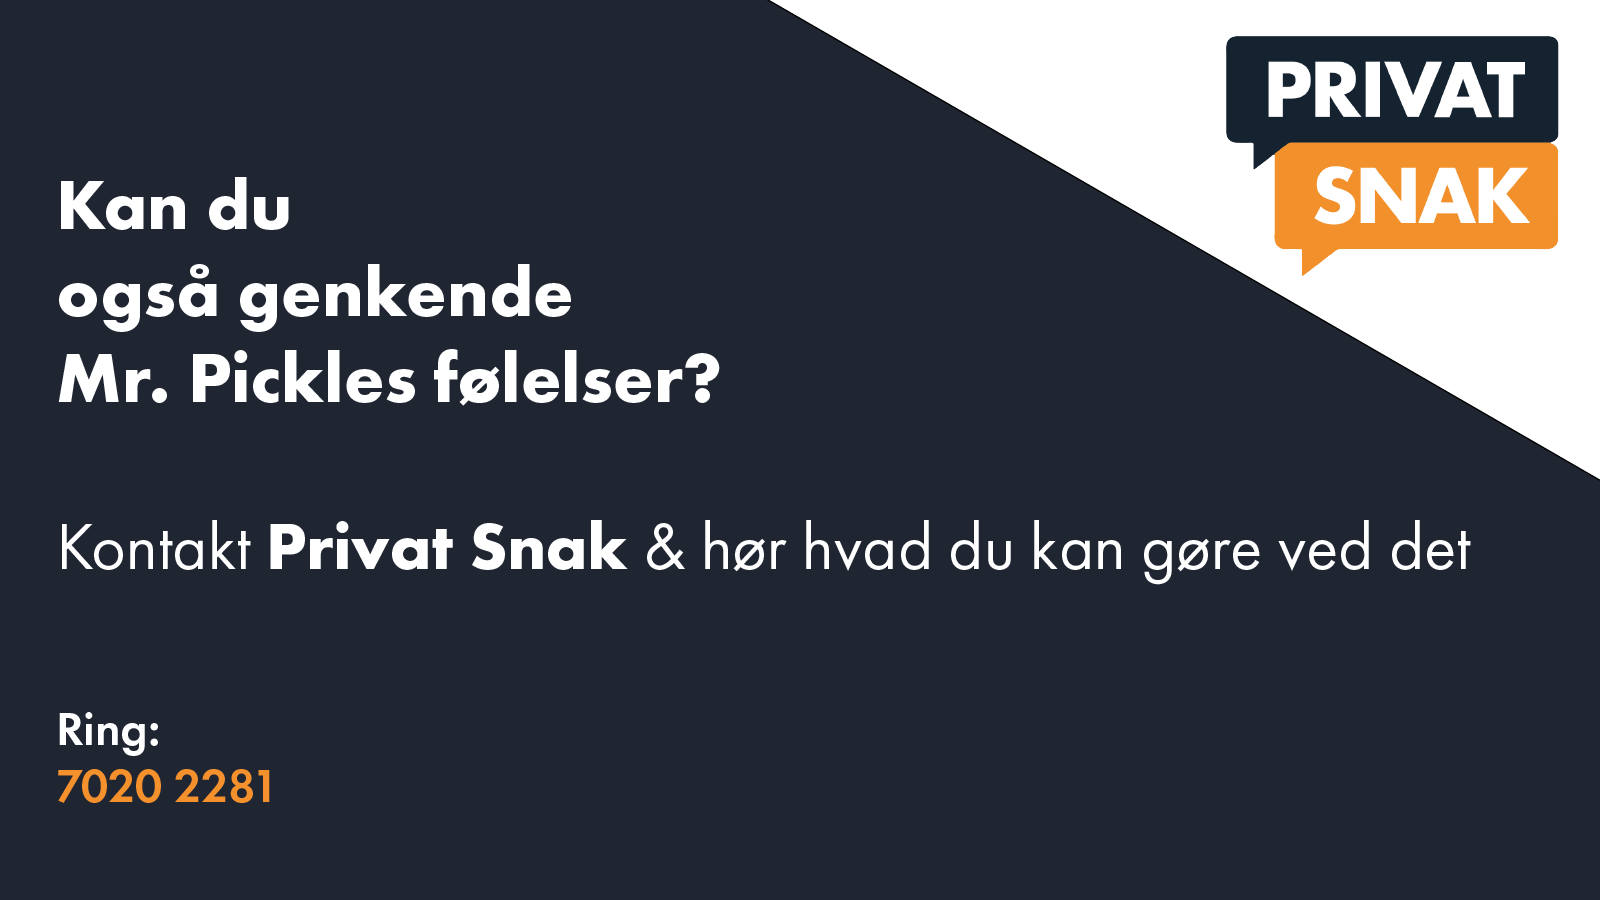 PRIVAT
SNAK
Kan du
også genkende
Mr. Pickles følelser?
Kontakt Privat Snak & hør hvad du kan gøre ved det
Ring:
7020 2281